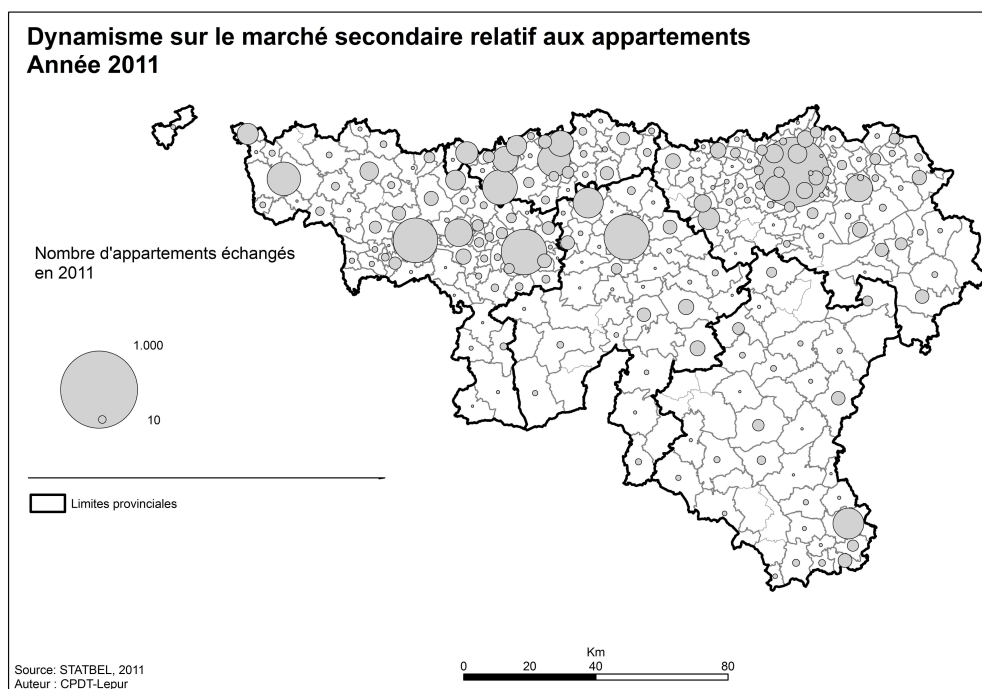 Dynamisme sur le marché secondaire relatif aux appartements
Année 2011
Nombre d'appartements échangés
en 2011
1.000
10
Limites provinciales
Source: STATBEL, 2011
Auteur : CPDT-Lepur
Km
0 20 40 80